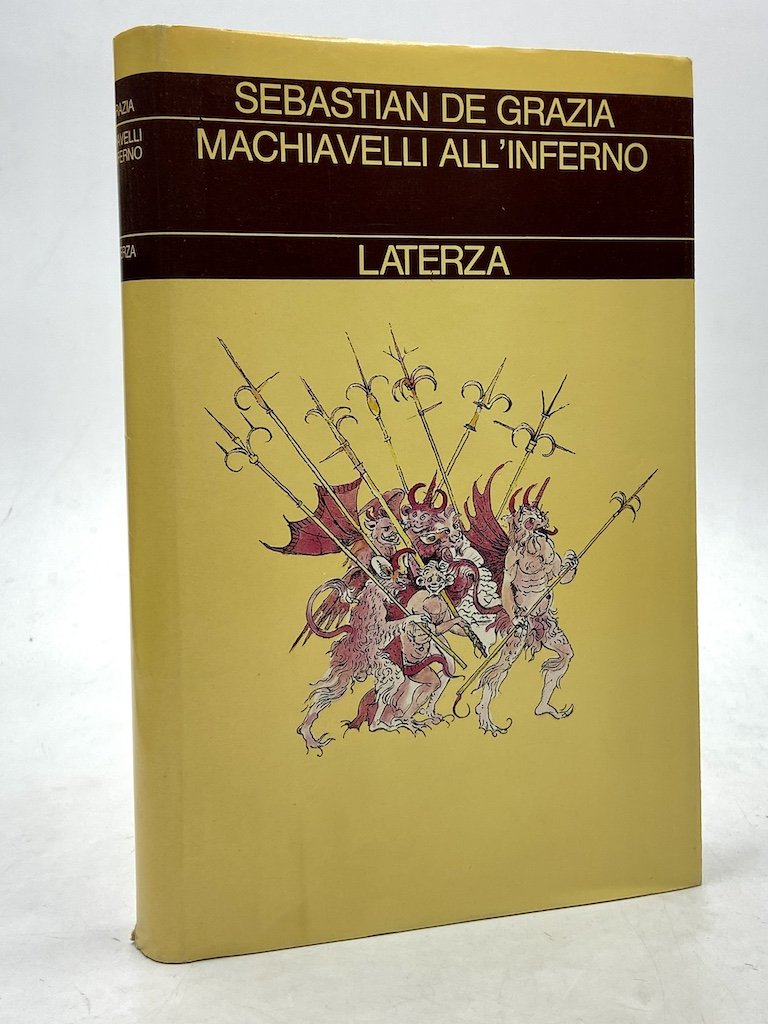 SEBASTIAN DE GRAZIA
MACHIAVELLI ALL'INFERNO
LATERZA